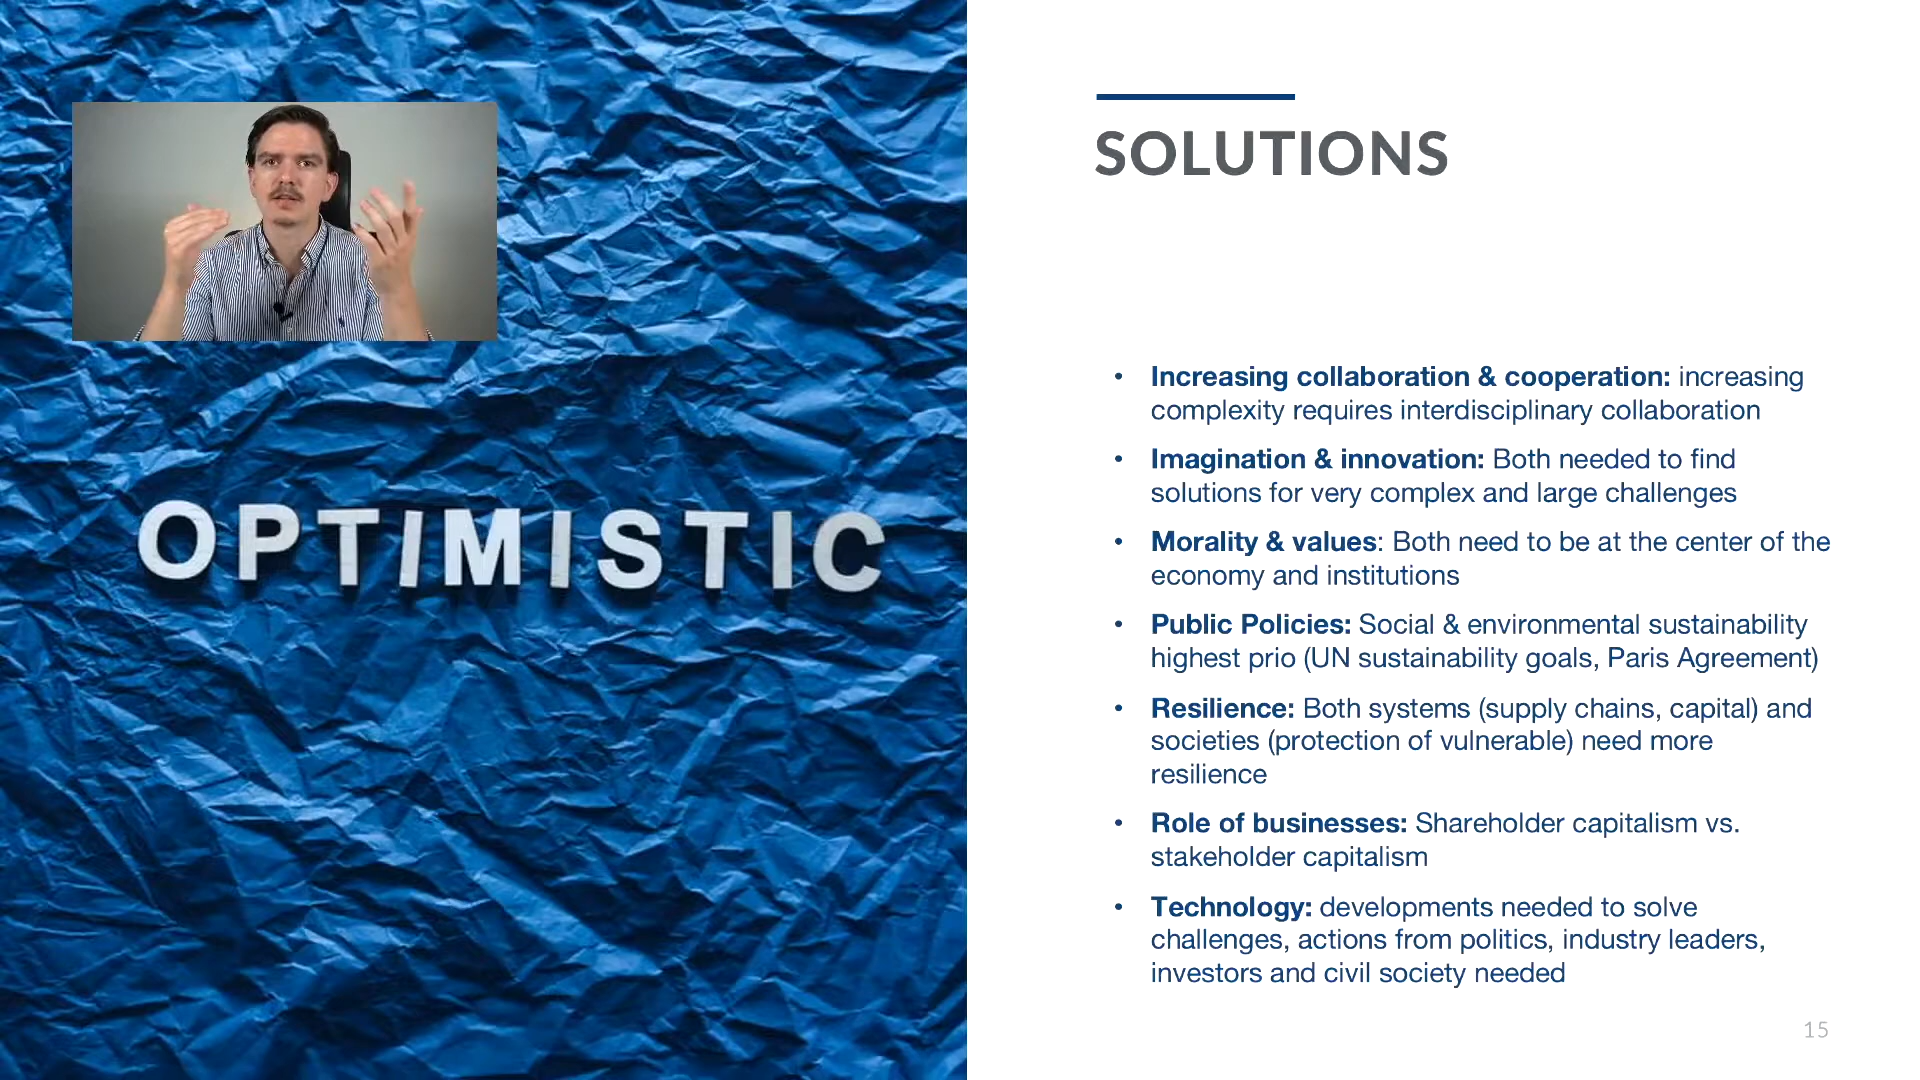 OPTIMISTIC
SOLUTIONS
• Increasing collaboration & cooperation: increasing
complexity requires interdisciplinary collaboration
• Imagination & innovation: Both needed to find
solutions for very complex and large challenges
• Morality & values: Both need to be at the center of the
economy and institutions
• Public Policies: Social & environmental sustainability
highest prio (UN sustainability goals, Paris Agreement)
• Resilience: Both systems (supply chains, capital) and
societies (protection of vulnerable) need more
resilience
• Role of businesses: Shareholder capitalism vs.
stakeholder capitalism
• Technology: developments needed to solve
challenges, actions from politics, industry leaders,
investors and civil society needed
15